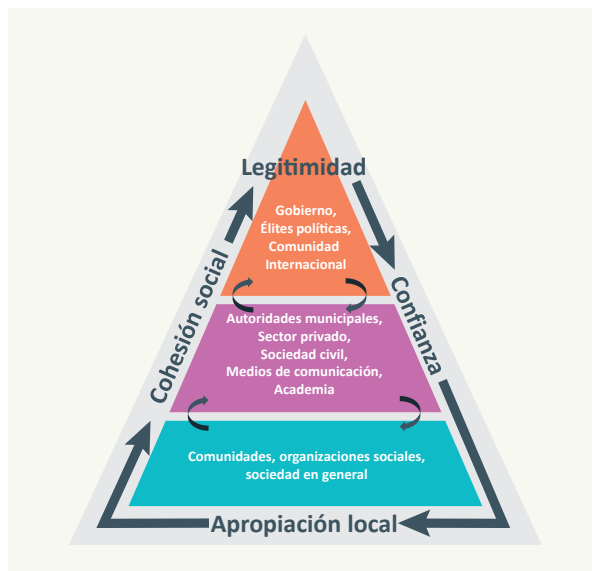 Legitimidad
Gobierno,
Élites políticas,
Comunidad
Internacional
Cohesión social
Confianza
Autoridades municipales,
Sector privado,
Sociedad civil,
Medios de comunicación,
Academia
Comunidades, organizaciones sociales,
sociedad en general
Apropiación local